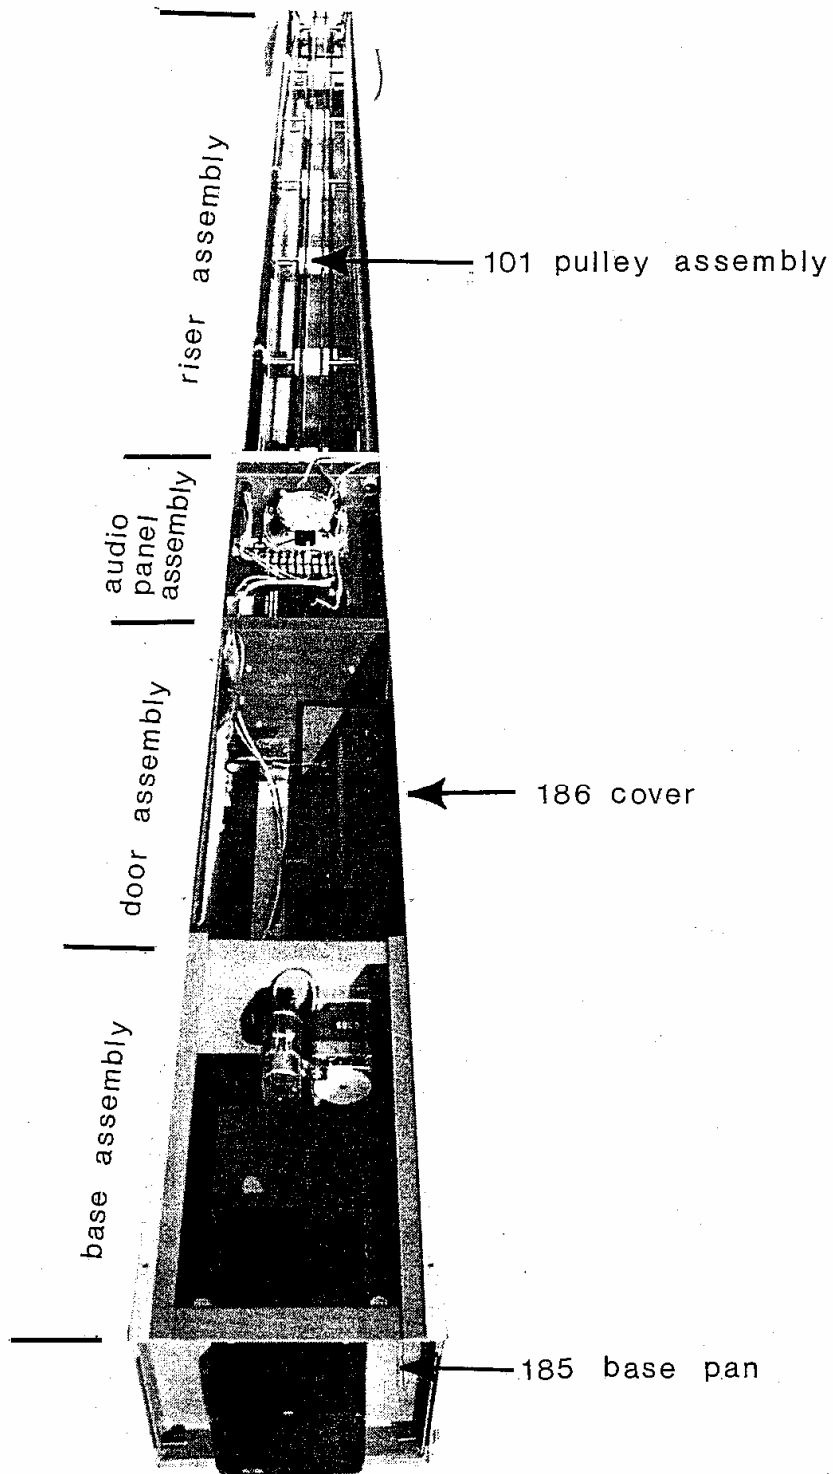 riser assembly
101 pulley assembly
audio
panel
assembly
door assembly
186 cover
base assembly
185 base pan